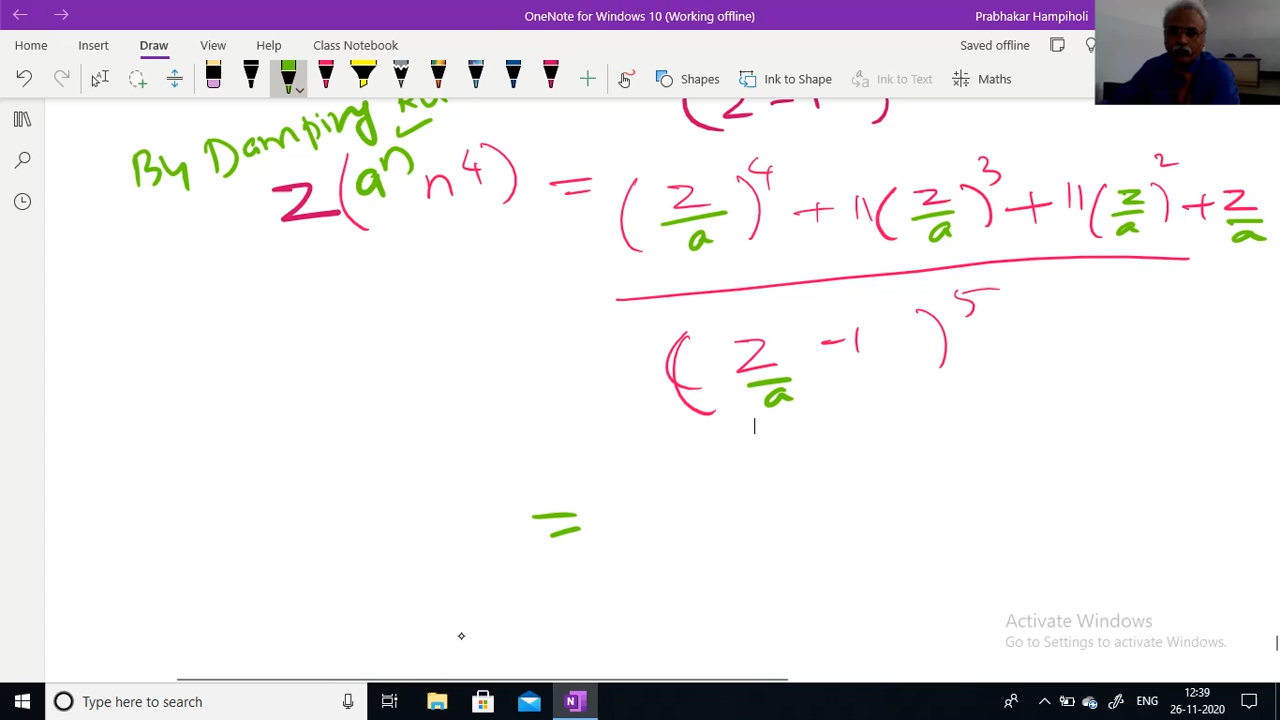 OneNote for Windows 10 (Working offline)
Prabhakar Hampiholi
Home Insert Draw View Help Class Notebook
Saved offline
Shapes Ink to Shape Ink to Text Maths
(z-1)
By Damping
z(aⁿ n⁴) = (z/a)⁴ + 11(z/a)³ + 11(z/a)² + z/a
(z/a -1)⁵
=
Activate Windows
Go to Settings to activate Windows.
Type here to search
N
ENG
12:39
26-11-2020